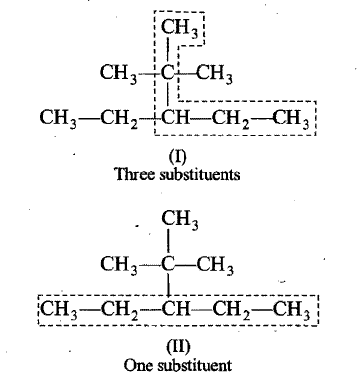 CH3
CH3—C—CH3
CH3—CH2—CH—CH2—CH3
(I)
Three substituents
CH3
CH3—C—CH3
CH3—CH2—CH—CH2—CH3
(II)
One substituent